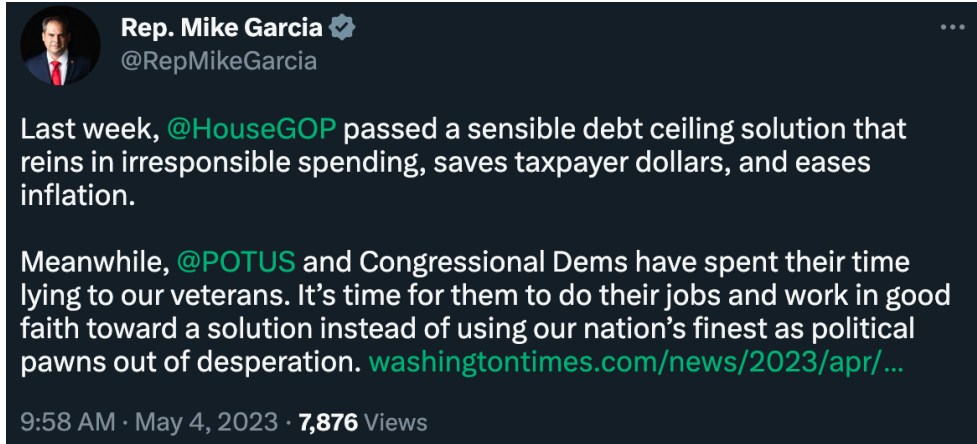 Rep. Mike Garcia
@RepMikeGarcia
Last week, @HouseGOP passed a sensible debt ceiling solution that
reins in irresponsible spending, saves taxpayer dollars, and eases
inflation.
Meanwhile, @POTUS and Congressional Dems have spent their time
lying to our veterans. It’s time for them to do their jobs and work in good
faith toward a solution instead of using our nation’s finest as political
pawns out of desperation. washingtontimes.com/news/2023/apr/...
9:58 AM · May 4, 2023 · 7,876 Views